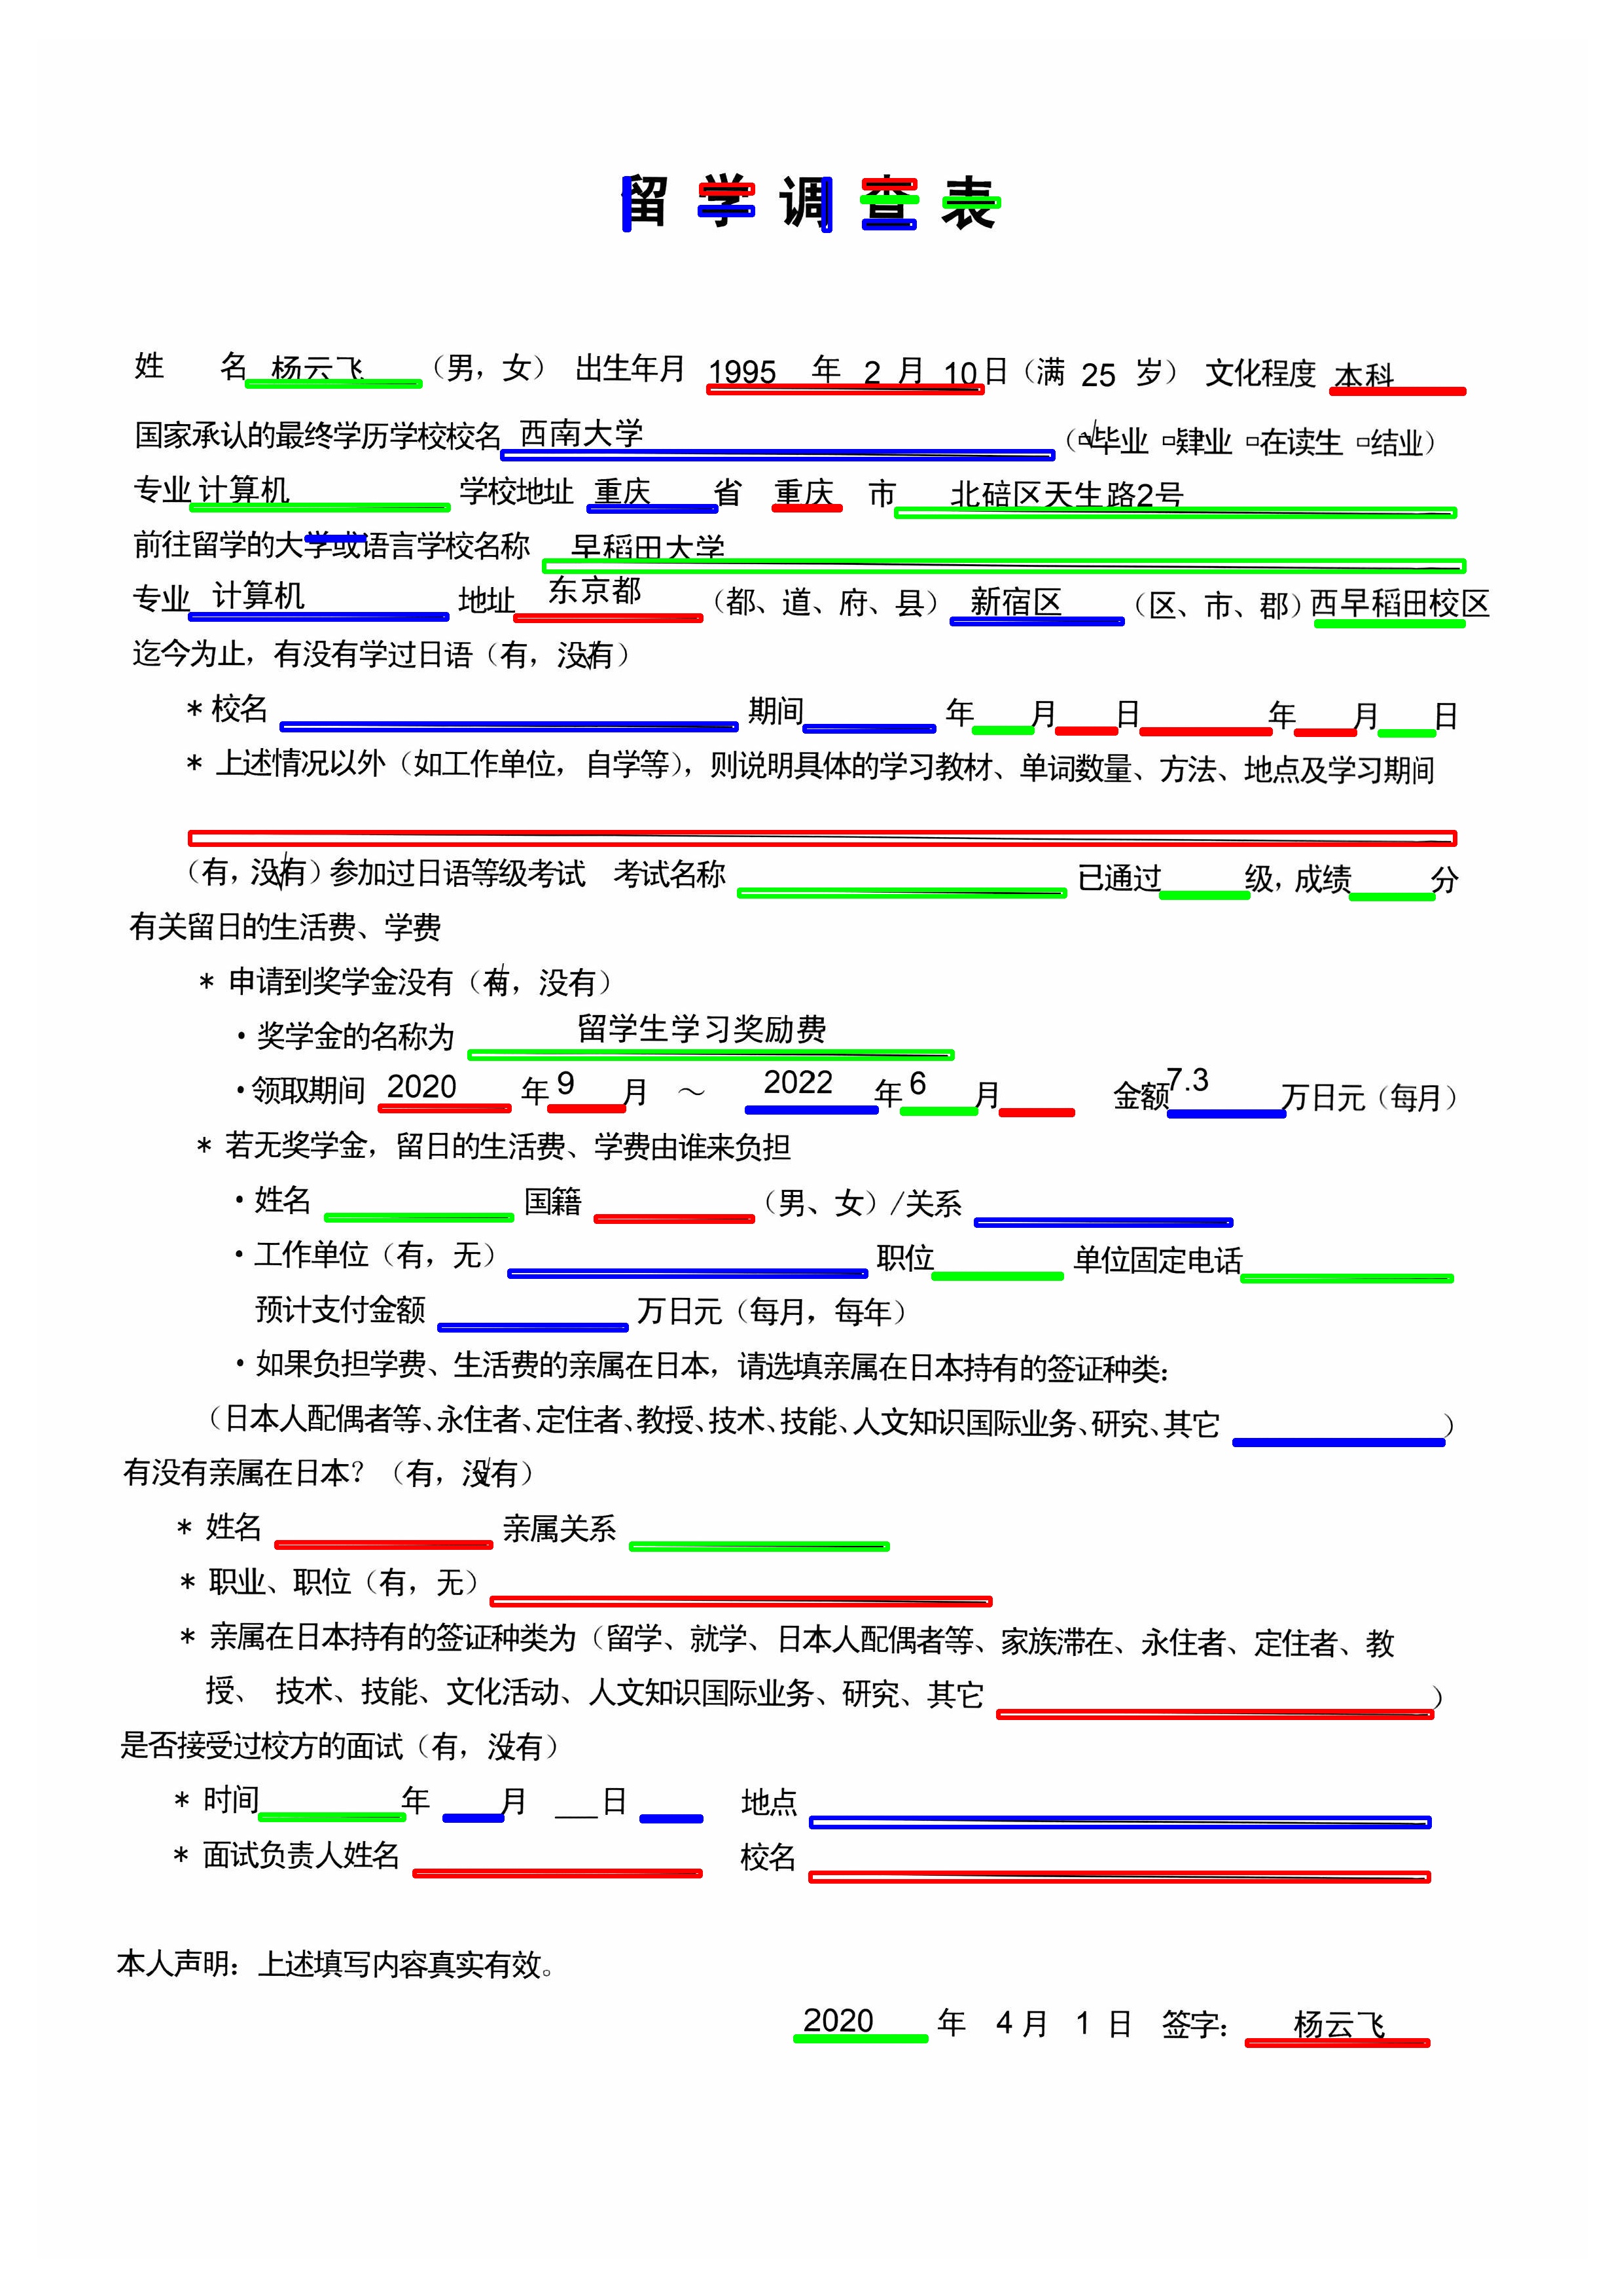 留学调查表
姓 名 杨云飞 （男，女） 出生年月 1995 年 2 月 10 日（满 25 岁） 文化程度 本科
国家承认的最终学历学校校名 西南大学 （☑毕业 □肄业 □在读生 □结业）
专业 计算机 学校地址 重庆 省 重庆 市 北碚区天生路2号
前往留学的大学或语言学校名称 早稻田大学
专业 计算机 地址 东京都 （都、道、府、县） 新宿区 （区、市、郡）西早稻田校区
迄今为止，有没有学过日语（有，没有√）
* 校名 期间 年 月 日 年 月 日
* 上述情况以外（如工作单位，自学等），则说明具体的学习教材、单词数量、方法、地点及学习期间
（有，没有√）参加过日语等级考试 考试名称 已通过 级，成绩 分
有关留日的生活费、学费
* 申请到奖学金没有（有√，没有）
·奖学金的名称为 留学生学习奖励费
·领取期间 2020 年 9 月 ～ 2022 年 6 月 金额 7.3 万日元（每月）
* 若无奖学金，留日的生活费、学费由谁来负担
·姓名 国籍 （男、女）/关系
·工作单位（有，无） 职位 单位固定电话
预计支付金额 万日元（每月，每年）
·如果负担学费、生活费的亲属在日本，请选填亲属在日本持有的签证种类：
（日本人配偶者等、永住者、定住者、教授、技术、技能、人文知识国际业务、研究、其它 ）
有没有亲属在日本？（有，没有√）
* 姓名 亲属关系
* 职业、职位（有，无）
* 亲属在日本持有的签证种类为（留学、就学、日本人配偶者等、家族滞在、永住者、定住者、教
授、 技术、技能、文化活动、人文知识国际业务、研究、其它 ）
是否接受过校方的面试（有，没有√）
* 时间 年 月 ___日 地点
* 面试负责人姓名 校名
本人声明：上述填写内容真实有效。
2020 年 4 月 1 日 签字： 杨云飞